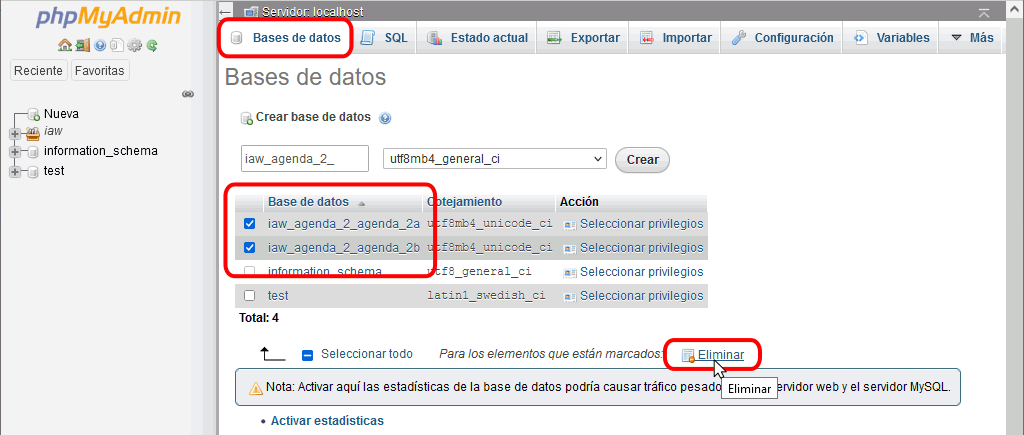 phpMyAdmin
Reciente Favoritas
Nueva
iaw
information_schema
test
Servidor: localhost
Bases de datos SQL Estado actual Exportar Importar Configuración Variables Más
Bases de datos
Crear base de datos
iaw_agenda_2_ utf8mb4_general_ci Crear
Base de datos Cotejamiento Acción
iaw_agenda_2_agenda_2a utf8mb4_unicode_ci Seleccionar privilegios
iaw_agenda_2_agenda_2b utf8mb4_unicode_ci Seleccionar privilegios
information_schema utf8_general_ci Seleccionar privilegios
test latin1_swedish_ci Seleccionar privilegios
Total: 4
Seleccionar todo Para los elementos que están marcados: Eliminar
Nota: Activar aquí las estadísticas de la base de datos podría causar tráfico pesado servidor web y el servidor MySQL.
Eliminar
Activar estadísticas